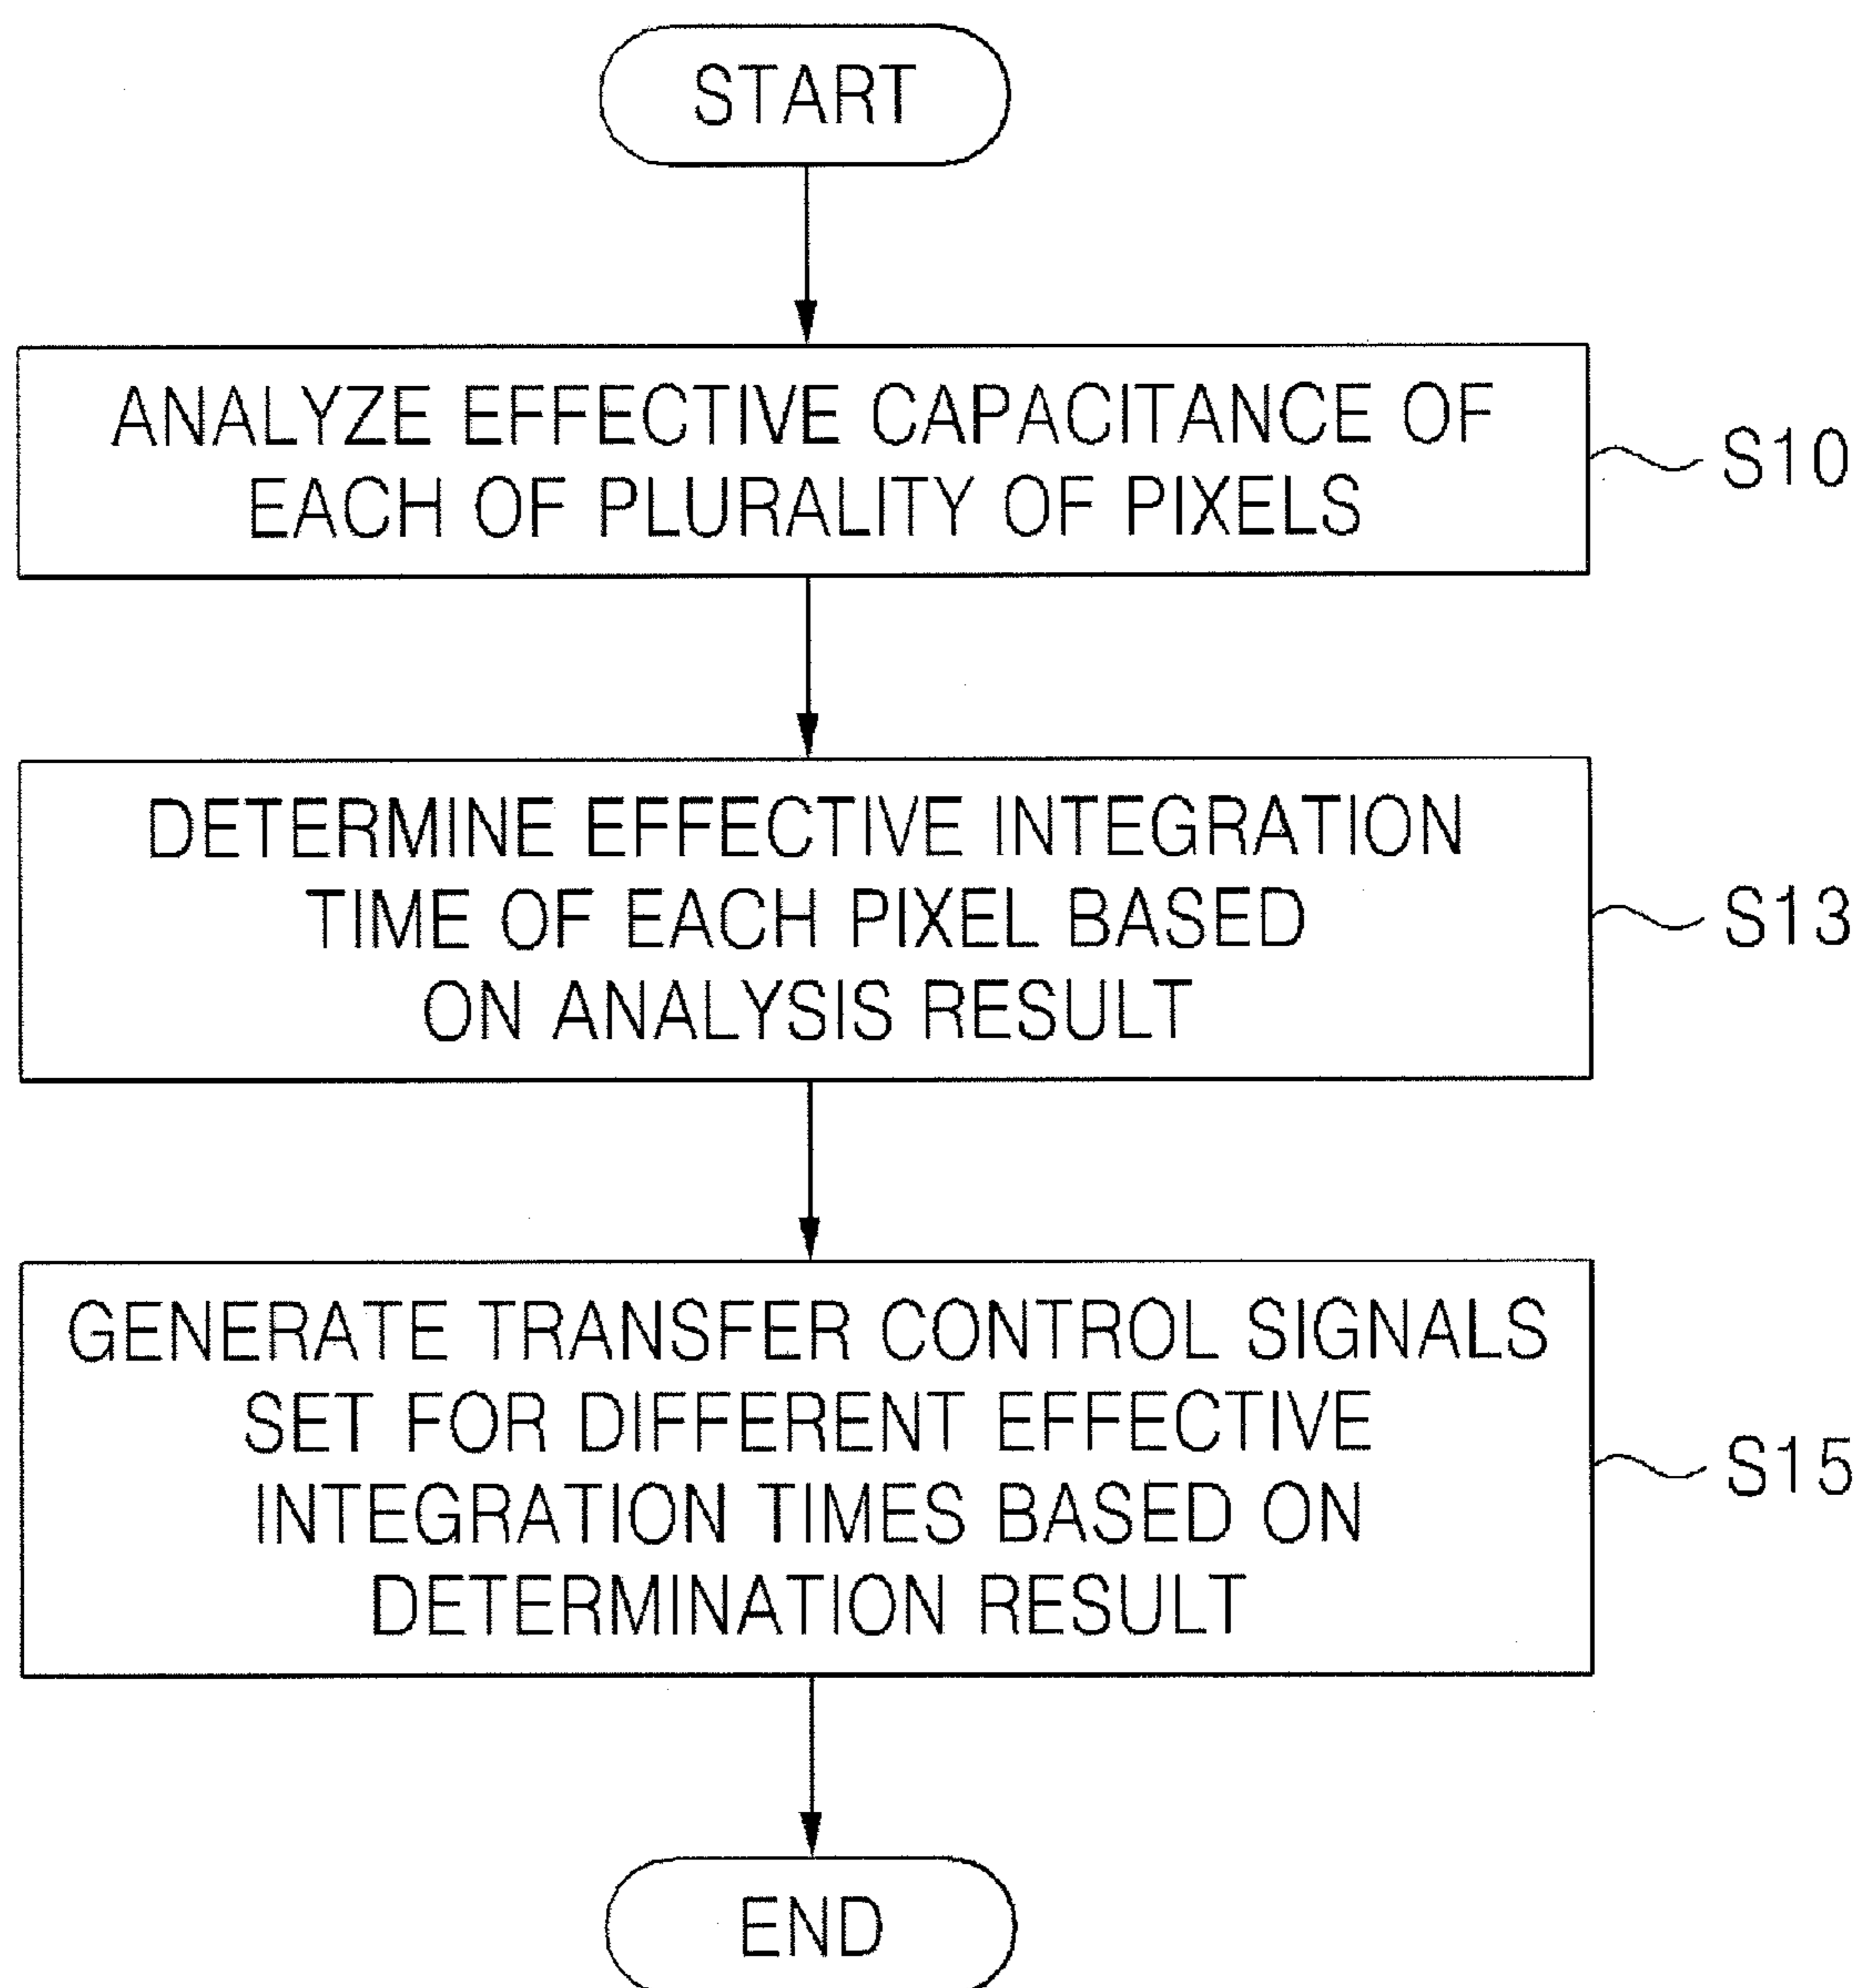 START
ANALYZE EFFECTIVE CAPACITANCE OF
EACH OF PLURALITY OF PIXELS
S10
DETERMINE EFFECTIVE INTEGRATION
TIME OF EACH PIXEL BASED
ON ANALYSIS RESULT
S13
GENERATE TRANSFER CONTROL SIGNALS
SET FOR DIFFERENT EFFECTIVE
INTEGRATION TIMES BASED ON
DETERMINATION RESULT
S15
END